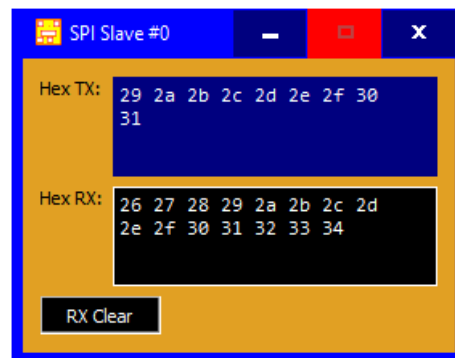 SPI Slave #0
Hex TX:
29 2a 2b 2c 2d 2e 2f 30
31
Hex RX:
26 27 28 29 2a 2b 2c 2d
2e 2f 30 31 32 33 34
RX Clear